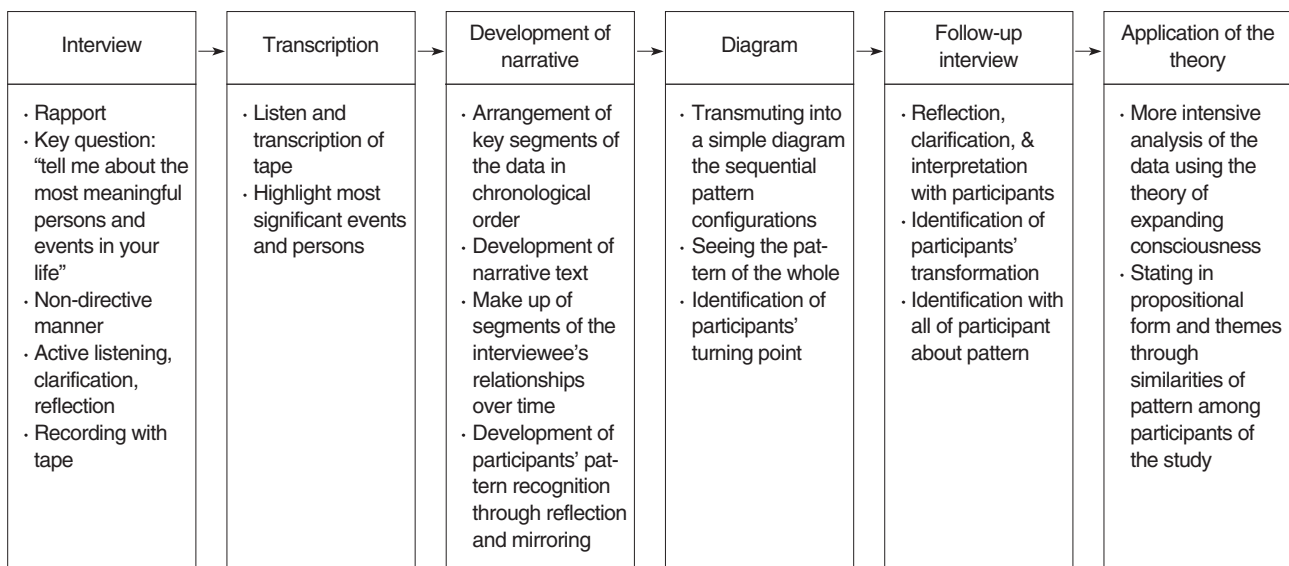 Interview
Transcription
Development of
narrative
Diagram
Follow-up
interview
Application of the
theory
· Rapport
· Key question:
“tell me about the
most meaningful
persons and
events in your
life”
· Non-directive
manner
· Active listening,
clarification,
reflection
· Recording with
tape
· Listen and
transcription of
tape
· Highlight most
significant events
and persons
· Arrangement of
key segments of
the data in
chronological
order
· Development of
narrative text
· Make up of
segments of the
interviewee’s
relationships
over time
· Development of
participants’ pat-
tern recognition
through reflection
and mirroring
· Transmuting into
a simple diagram
the sequential
pattern
configurations
· Seeing the pat-
tern of the whole
· Identification of
participants’
turning point
· Reflection,
clarification, &
interpretation
with participants
· Identification of
participants’
transformation
· Identification with
all of participant
about pattern
· More intensive
analysis of the
data using the
theory of
expanding
consciousness
· Stating in
propositional
form and themes
through
similarities of
pattern among
participants of
the study